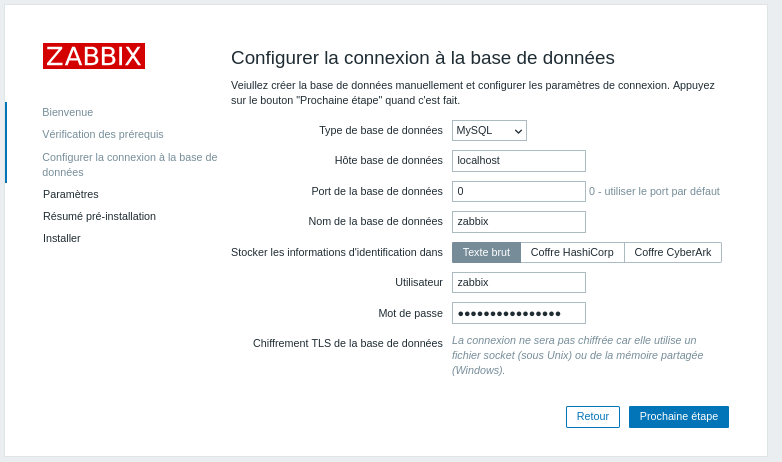 ZABBIX
Bienvenue
Vérification des prérequis
Configurer la connexion à la base de
données
Paramètres
Résumé pré-installation
Installer
Configurer la connexion à la base de données
Veiullez créer la base de données manuellement et configurer les paramètres de connexion. Appuyez
sur le bouton "Prochaine étape" quand c'est fait.
Type de base de données MySQL
Hôte base de données localhost
Port de la base de données 0 0 - utiliser le port par défaut
Nom de la base de données zabbix
Stocker les informations d'identification dans Texte brut Coffre HashiCorp Coffre CyberArk
Utilisateur zabbix
Mot de passe ●●●●●●●●●●●●●●●●
Chiffrement TLS de la base de données La connexion ne sera pas chiffrée car elle utilise un
fichier socket (sous Unix) ou de la mémoire partagée
(Windows).
Retour Prochaine étape